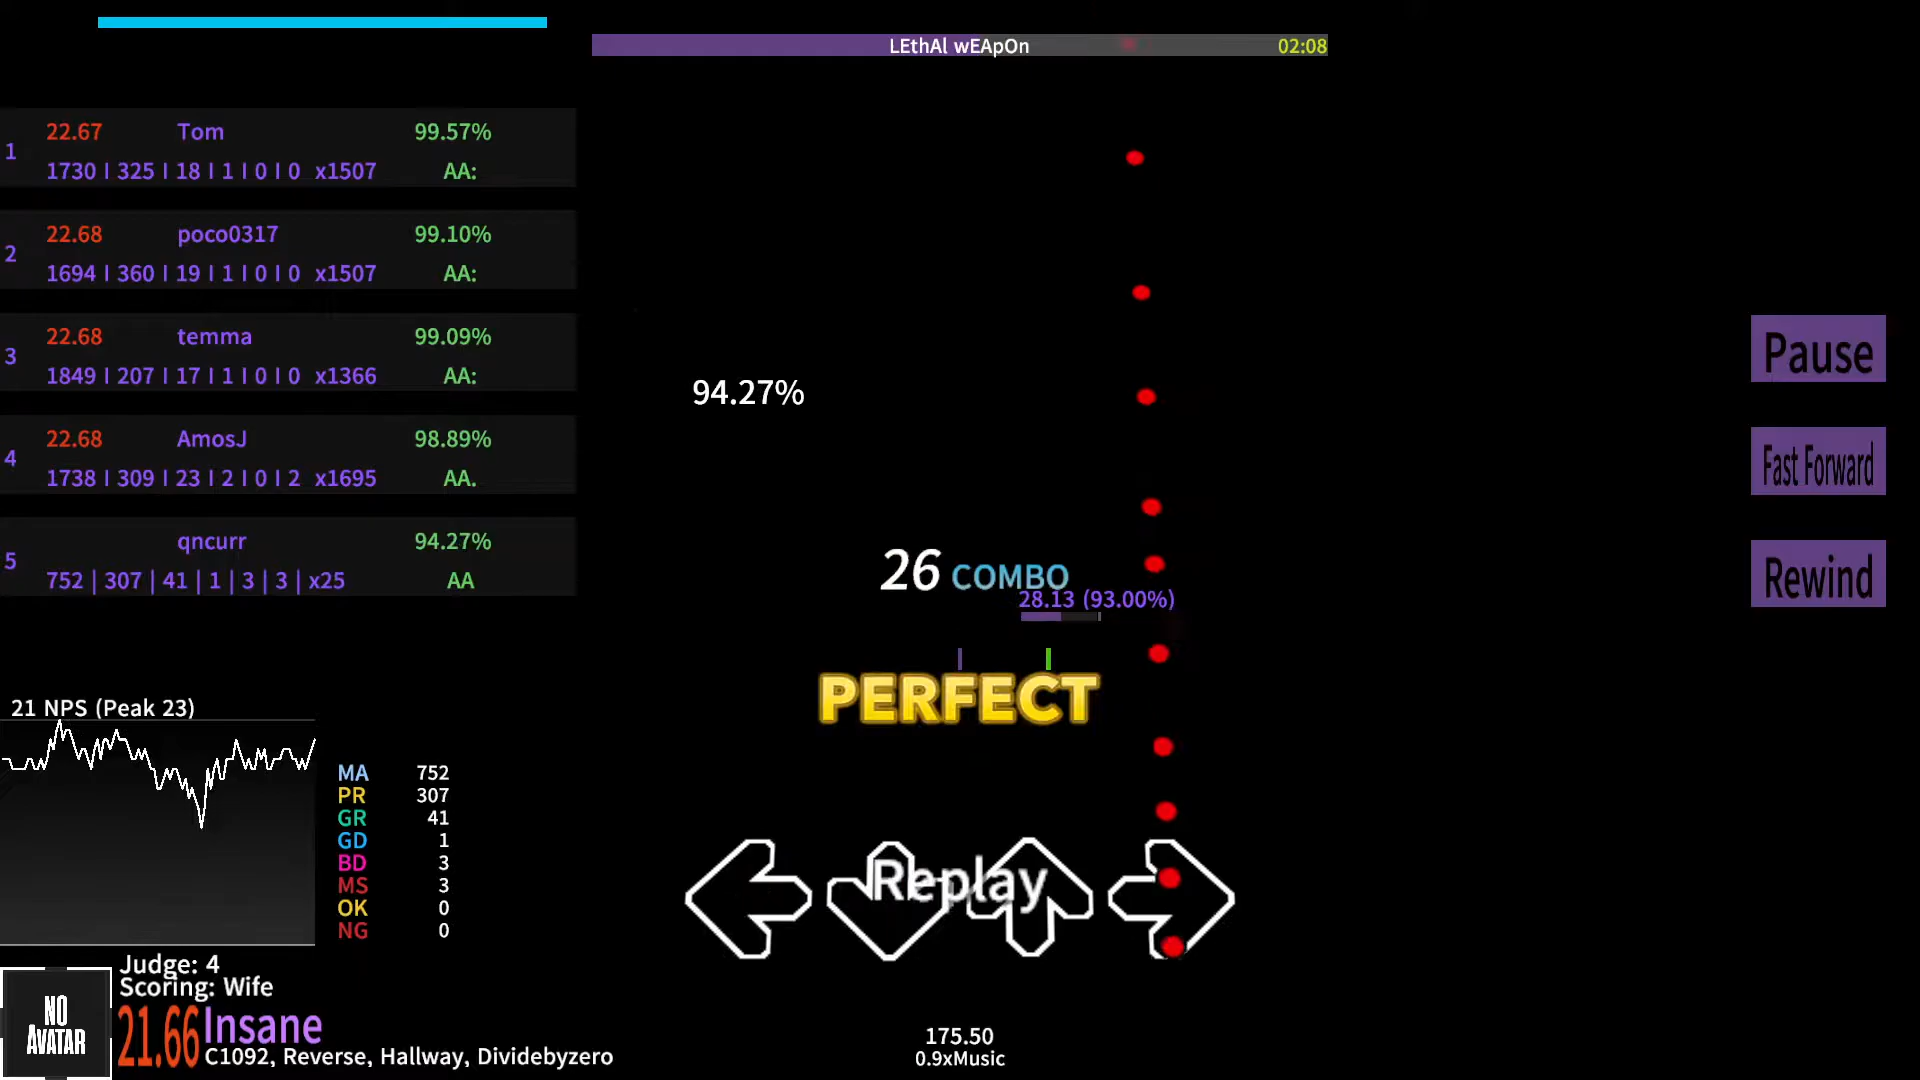 LEthAl wEApOn 02:08
1 22.67 Tom 99.57%
1730 | 325 | 18 | 1 | 0 | 0 x1507 AA:
2 22.68 poco0317 99.10%
1694 | 360 | 19 | 1 | 0 | 0 x1507 AA:
3 22.68 temma 99.09%
1849 | 207 | 17 | 1 | 0 | 0 x1366 AA:
4 22.68 AmosJ 98.89%
1738 | 309 | 23 | 2 | 0 | 2 x1695 AA.
5 qncurr 94.27%
752 | 307 | 41 | 1 | 3 | 3 | x25 AA
94.27%
26 COMBO
28.13 (93.00%)
PERFECT
Replay
Pause
Fast Forward
Rewind
21 NPS (Peak 23)
MA 752
PR 307
GR 41
GD 1
BD 3
MS 3
OK 0
NG 0
NO
AVATAR
Judge: 4
Scoring: Wife
21.66 Insane
C1092, Reverse, Hallway, Dividebyzero
175.50
0.9xMusic